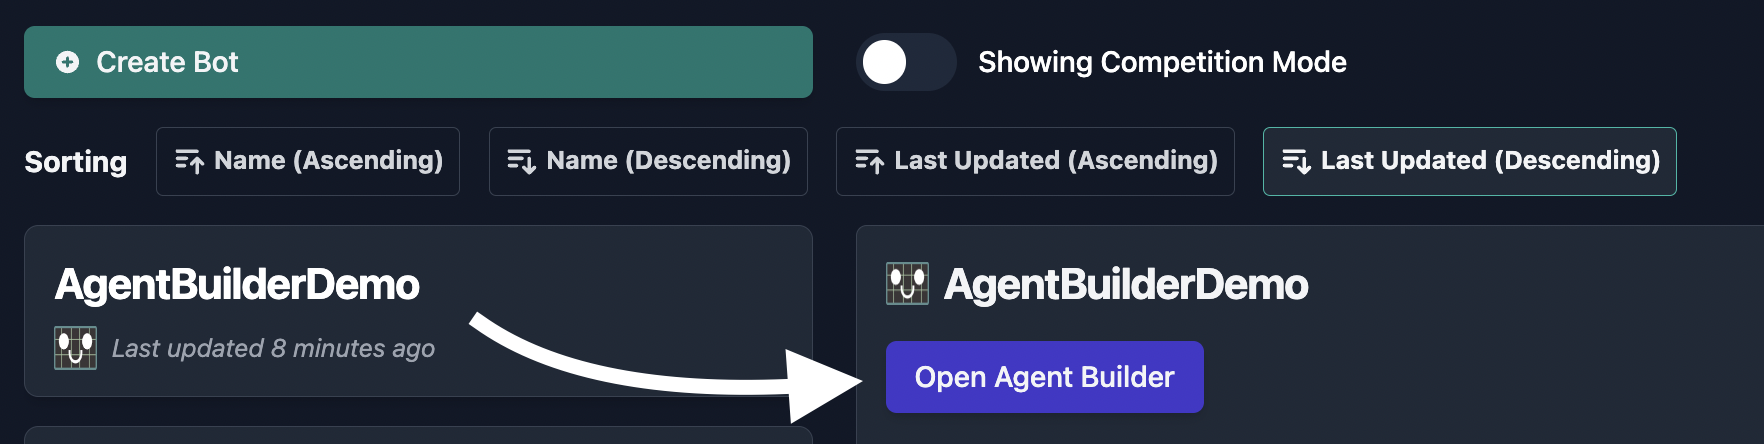 Create Bot
Showing Competition Mode
Sorting
Name (Ascending)
Name (Descending)
Last Updated (Ascending)
Last Updated (Descending)
AgentBuilderDemo
Last updated 8 minutes ago
AgentBuilderDemo
Open Agent Builder